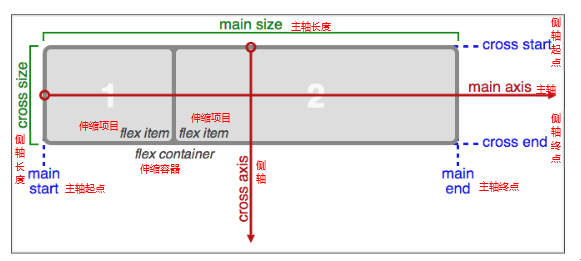 main size 主轴长度
侧轴起点
cross start
cross size
1
2
main axis 主轴
伸缩项目
伸缩项目
flex item
flex item
侧轴终点
cross end
侧轴长度
flex container
伸缩容器
cross axis
侧轴
main start
主轴起点
main end
主轴终点